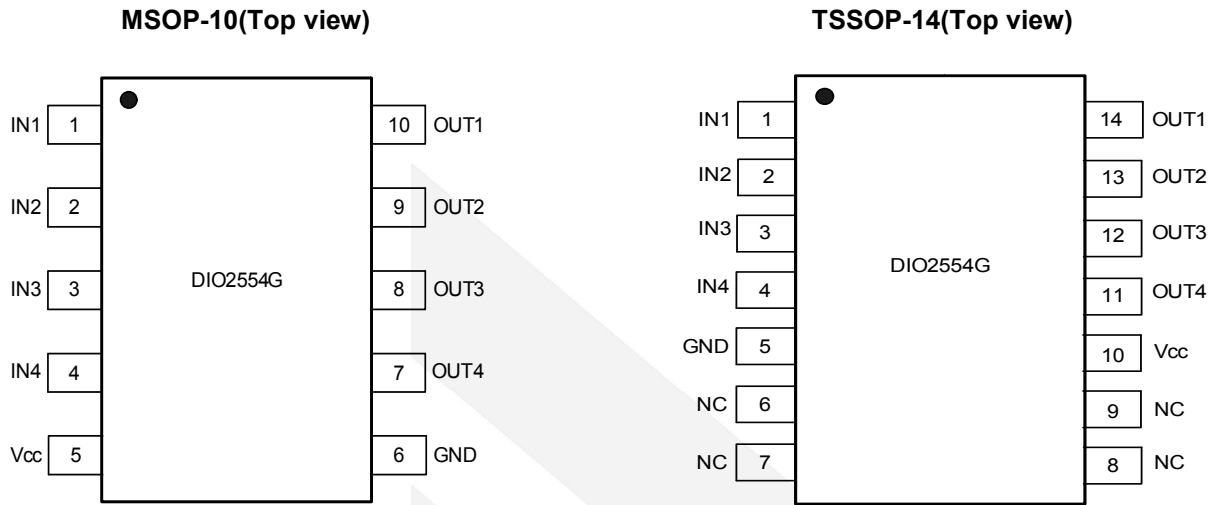 MSOP-10(Top view)
IN1 1 10 OUT1
IN2 2 9 OUT2
IN3 3 DIO2554G 8 OUT3
IN4 4 7 OUT4
Vcc 5 6 GND
TSSOP-14(Top view)
IN1 1 14 OUT1
IN2 2 13 OUT2
IN3 3 12 OUT3
DIO2554G
IN4 4 11 OUT4
GND 5 10 Vcc
NC 6 9 NC
NC 7 8 NC